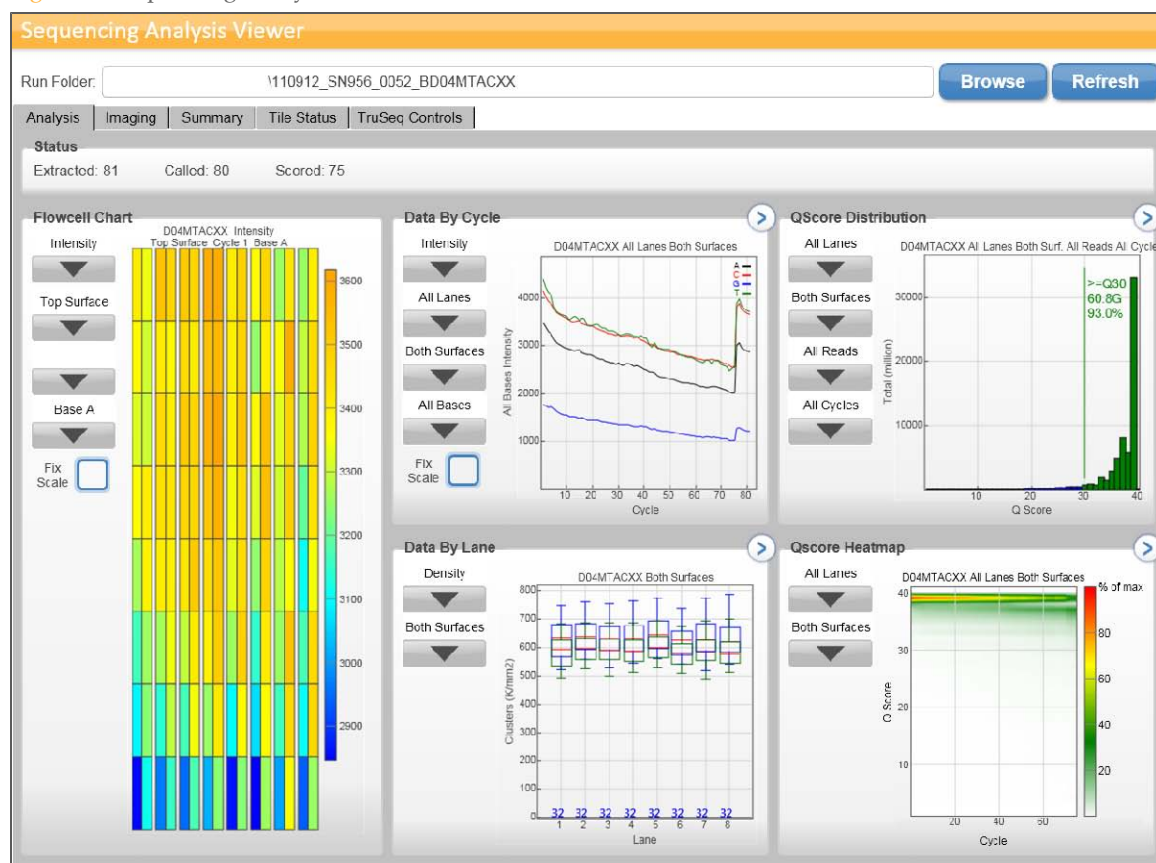 Sequencing Analysis Viewer
Run Folder: \110912_SN956_0052_BD04MTACXX Browse Refresh
Analysis Imaging Summary Tile Status TruSeq Controls
Status
Extracted: 81 Called: 80 Scored: 75
Flowcell Chart
D04MTACXX Intensity
Top Surface Cycle 1 Base A
Intensity
Top Surface
Base A
Fix
Scale
3600
3500
3400
3300
3200
3100
3000
2900
Data By Cycle
Intensity
All Lanes
Both Surfaces
All Bases
Fix
Scale
D04MTACXX All Lanes Both Surfaces
A
C
G
T
All Bases Intensity
4000
3000
2000
1000
10 20 30 40 50 60 70 80
Cycle
>
QScore Distribution
All Lanes
Both Surfaces
All Reads
All Cycles
D04MTACXX All Lanes Both Surf. All Reads All Cycle
>=Q30
60.8G
93.0%
Total (million)
30000
20000
10000
10 20 30 40
Q Score
>
Data By Lane
Density
Both Surfaces
D04MTACXX Both Surfaces
Clusters (K/mm2)
800
700
600
500
400
300
200
100
0
32 32 32 32 32 32 32 32
1 2 3 4 5 6 7 8
Lane
>
Qscore Heatmap
All Lanes
Both Surfaces
D04MTACXX All Lanes Both Surfaces
% of max
Q Score
40
30
20
10
20 40 60
Cycle
80
60
40
20
>